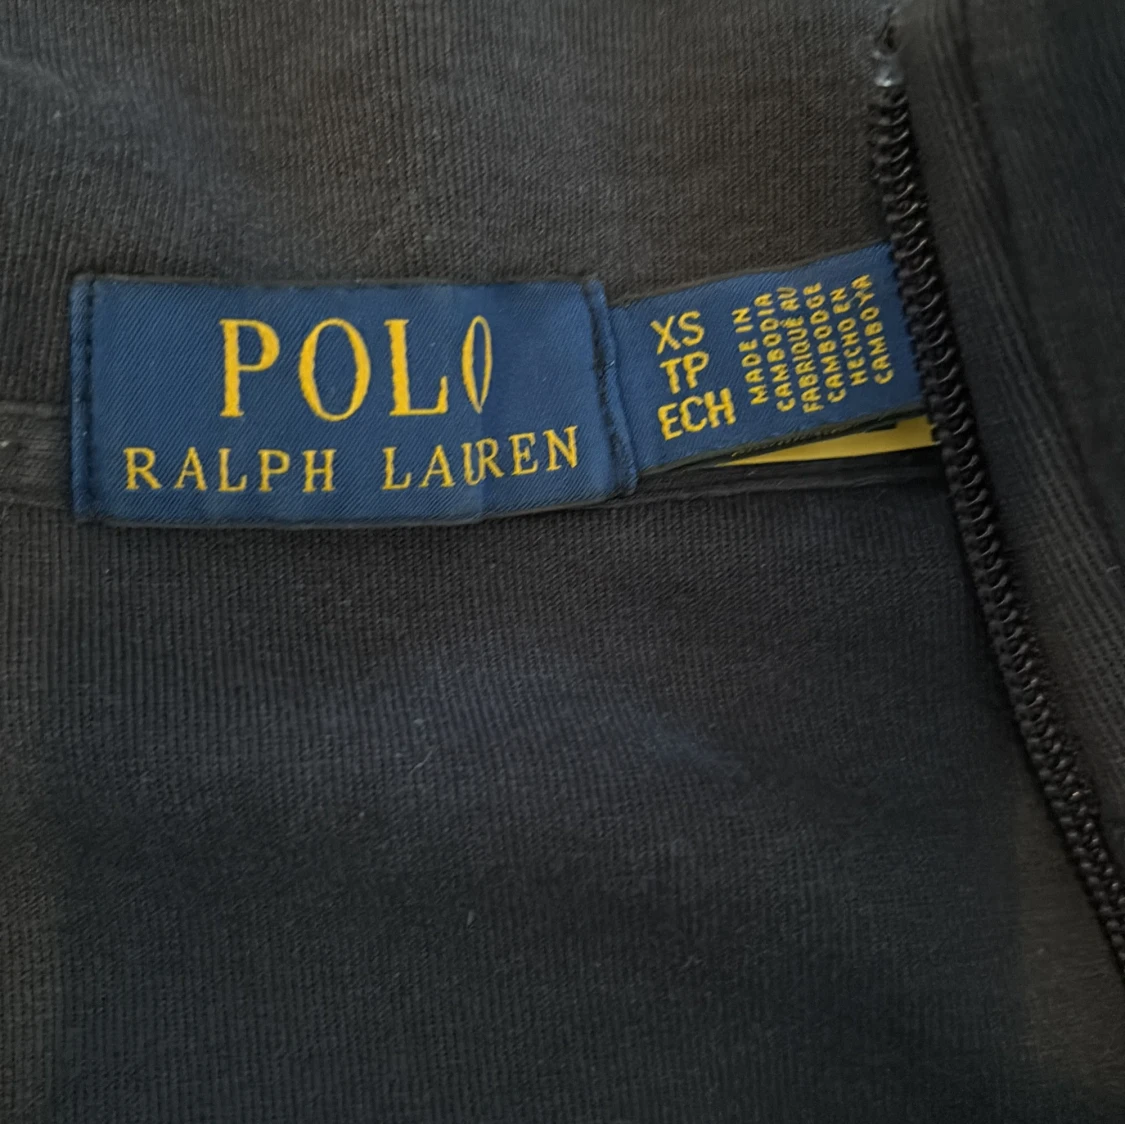 POLO
RALPH LAUREN
XS
TP
ECH
MADE IN
CAMBODIA
FABRIQUÉ AU
CAMBODGE
HECHO EN
CAMBOYA